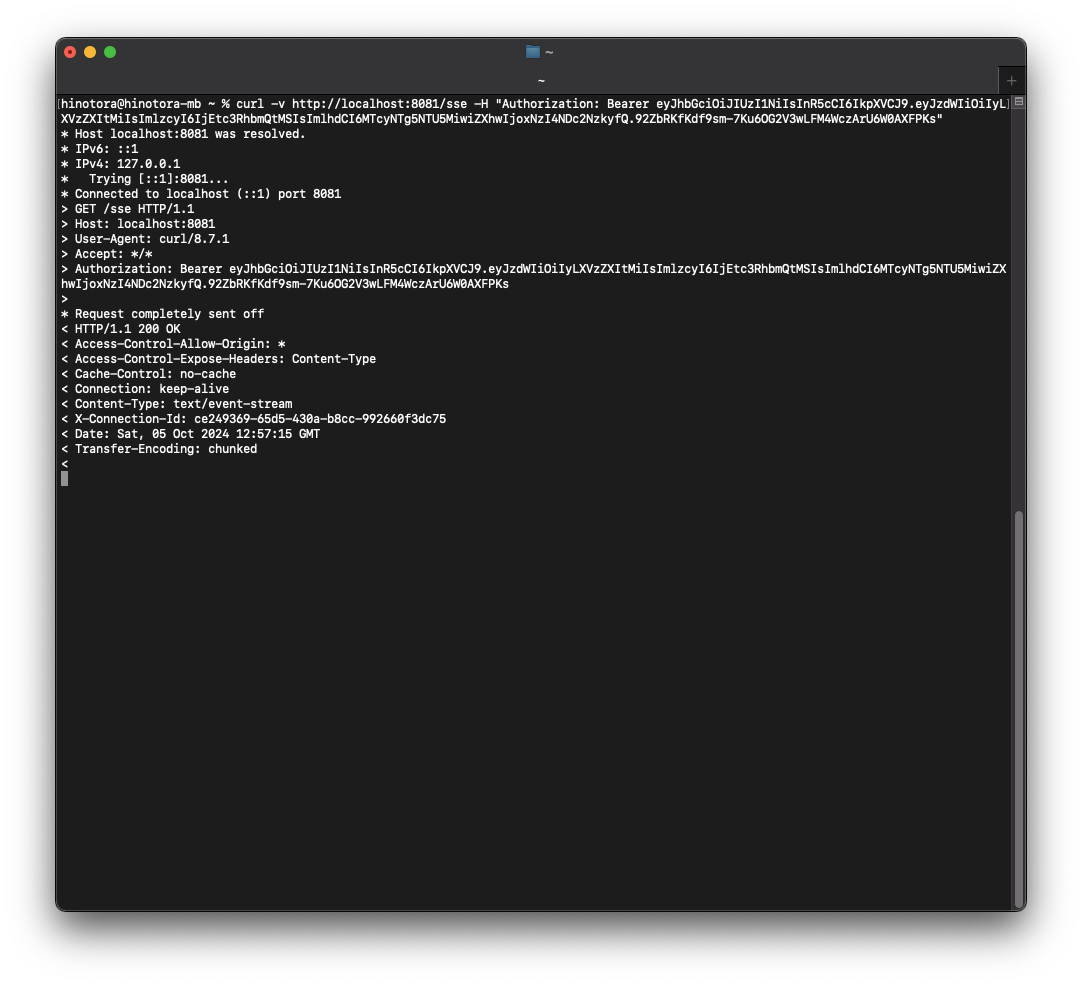 ~
~
+
hinotora@hinotora-mb ~ % curl -v http://localhost:8081/sse -H "Authorization: Bearer eyJhbGciOiJIUzI1NiIsInR5cCI6IkpXVCJ9.eyJzdWIiOiIyL
XVzZXItMiIsImlzcyI6IjEtc3RhbmQtMSIsImlhdCI6MTcyNTg5NTU5MiwiZXhwIjoxNzI4NDc2NzkyfQ.92ZbRKfKdf9sm-7Ku6OG2V3wLFM4WczArU6W0AXFPKs"
* Host localhost:8081 was resolved.
* IPv6: ::1
* IPv4: 127.0.0.1
*   Trying [::1]:8081...
* Connected to localhost (::1) port 8081
> GET /sse HTTP/1.1
> Host: localhost:8081
> User-Agent: curl/8.7.1
> Accept: */*
> Authorization: Bearer eyJhbGciOiJIUzI1NiIsInR5cCI6IkpXVCJ9.eyJzdWIiOiIyLXVzZXItMiIsImlzcyI6IjEtc3RhbmQtMSIsImlhdCI6MTcyNTg5NTU5MiwiZX
hwIjoxNzI4NDc2NzkyfQ.92ZbRKfKdf9sm-7Ku6OG2V3wLFM4WczArU6W0AXFPKs
>
* Request completely sent off
< HTTP/1.1 200 OK
< Access-Control-Allow-Origin: *
< Access-Control-Expose-Headers: Content-Type
< Cache-Control: no-cache
< Connection: keep-alive
< Content-Type: text/event-stream
< X-Connection-Id: ce249369-65d5-430a-b8cc-992660f3dc75
< Date: Sat, 05 Oct 2024 12:57:15 GMT
< Transfer-Encoding: chunked
<